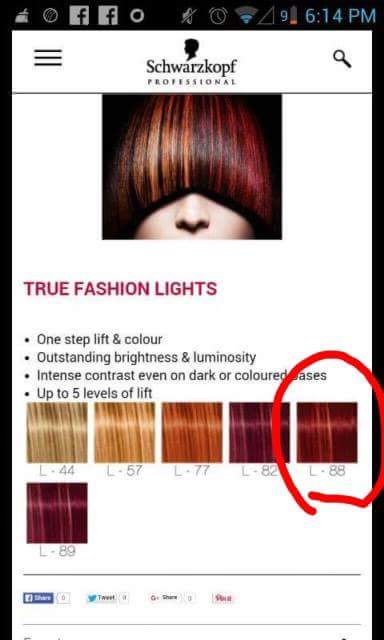 9 6:14 PM
Schwarzkopf
PROFESSIONAL
TRUE FASHION LIGHTS
• One step lift & colour
• Outstanding brightness & luminosity
• Intense contrast even on dark or coloured bases
• Up to 5 levels of lift
L - 44 L - 57 L - 77 L - 82 L - 88
L - 89
Share 0 Tweet 0 G+ Share 0 Pin it